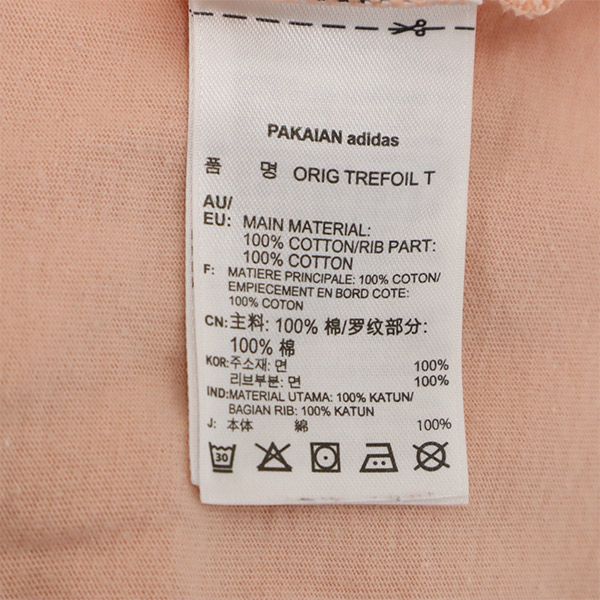 PAKAIAN adidas
품 명 ORIG TREFOIL T
AU/
EU: MAIN MATERIAL:
100% COTTON/RIB PART:
100% COTTON
F: MATIERE PRINCIPALE: 100% COTON/
EMPIECEMENT EN BORD COTE:
100% COTON
CN: 主料: 100% 棉/罗纹部分:
100% 棉
KOR: 주소재: 면 100%
리브부분: 면 100%
IND: MATERIAL UTAMA: 100% KATUN/
BAGIAN RIB: 100% KATUN
J: 本体 綿 100%
30